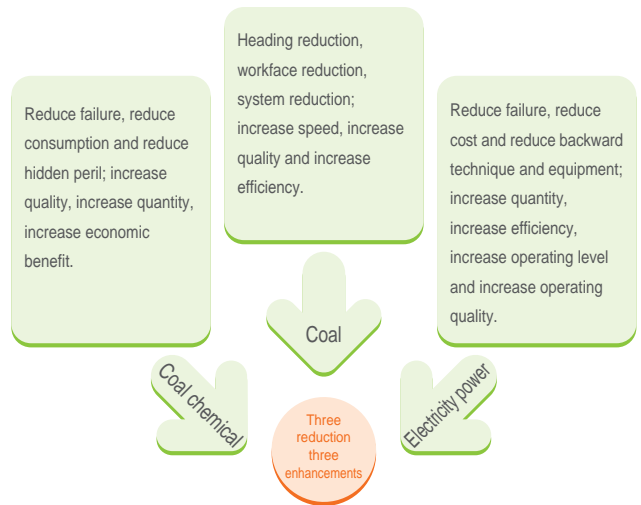 Reduce failure, reduce
consumption and reduce
hidden peril; increase
quality, increase quantity,
increase economic
benefit.
Heading reduction,
workface reduction,
system reduction;
increase speed, increase
quality and increase
efficiency.
Reduce failure, reduce
cost and reduce backward
technique and equipment;
increase quantity,
increase efficiency,
increase operating level
and increase operating
quality.
Coal chemical
Coal
Electricity power
Three
reduction
three
enhancements